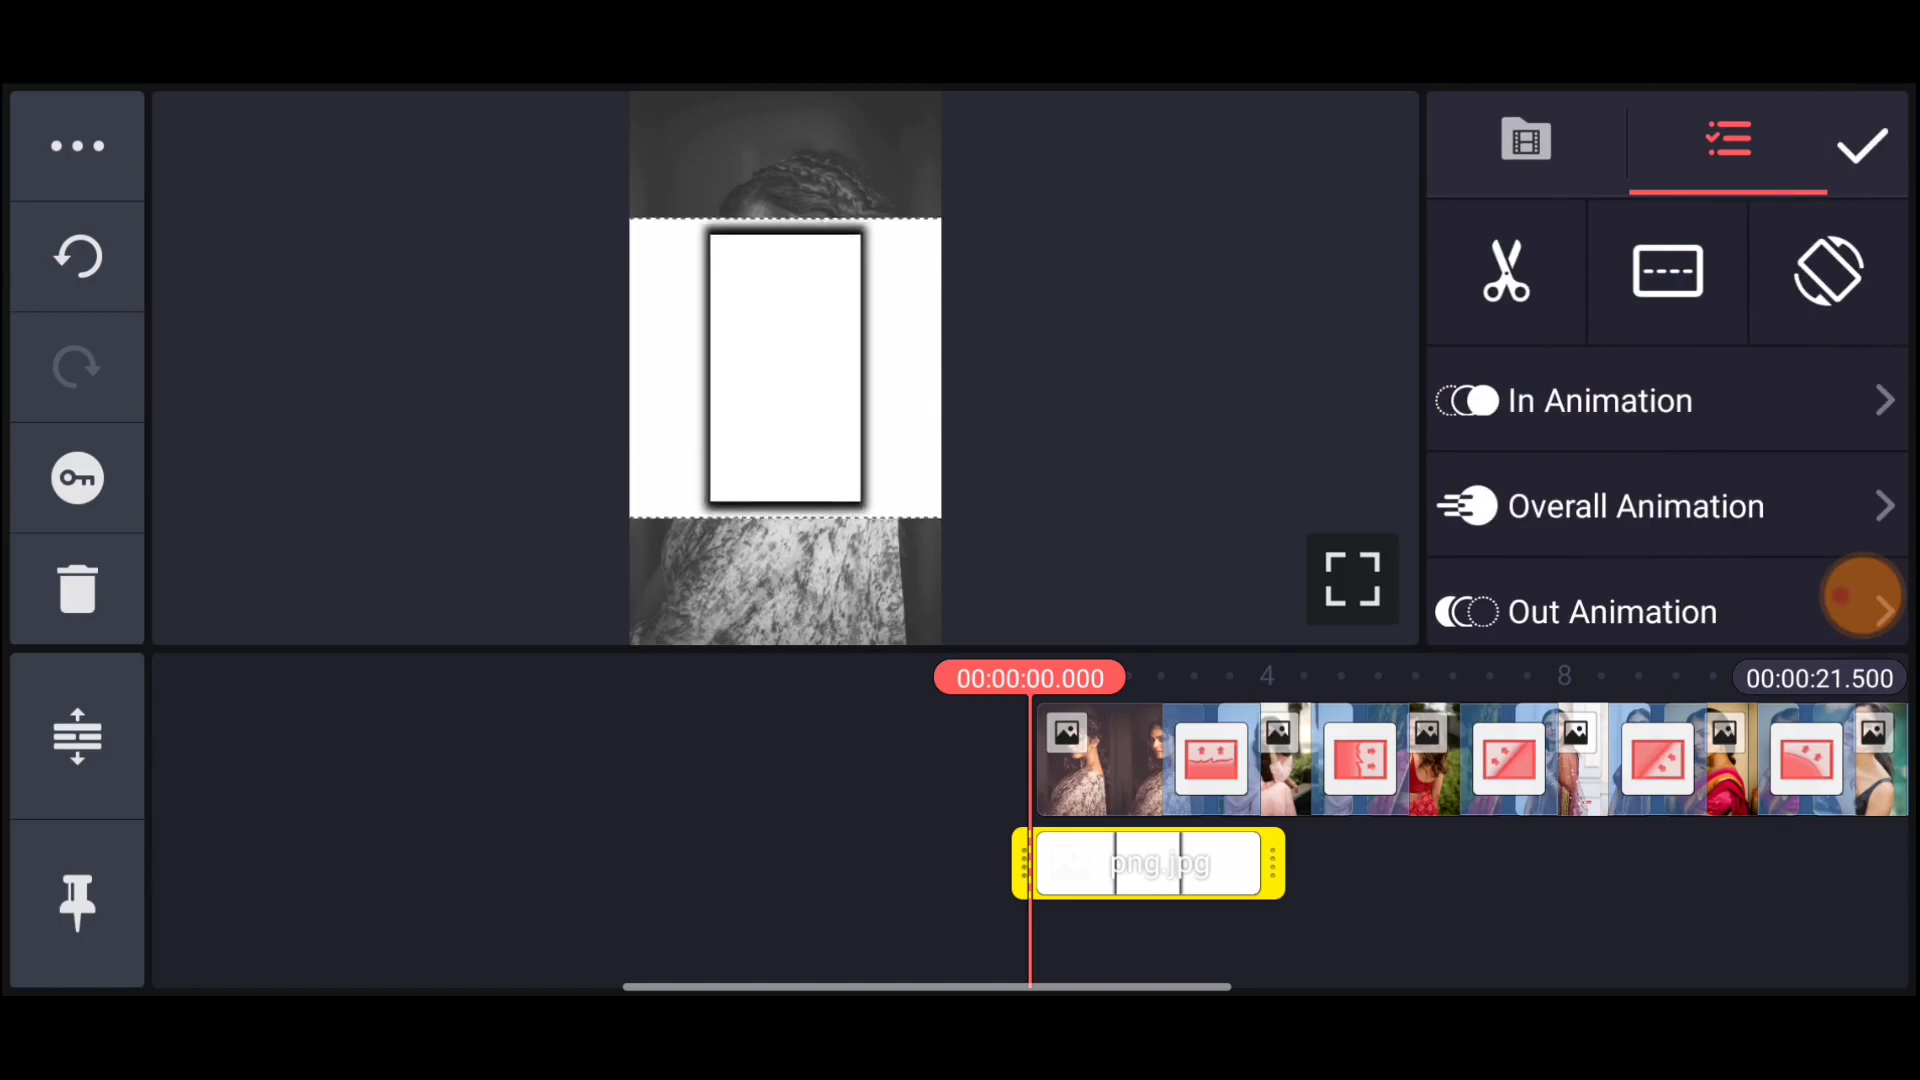 In Animation
Overall Animation
Out Animation
00:00:00.000
4
8
00:00:21.500
png.jpg